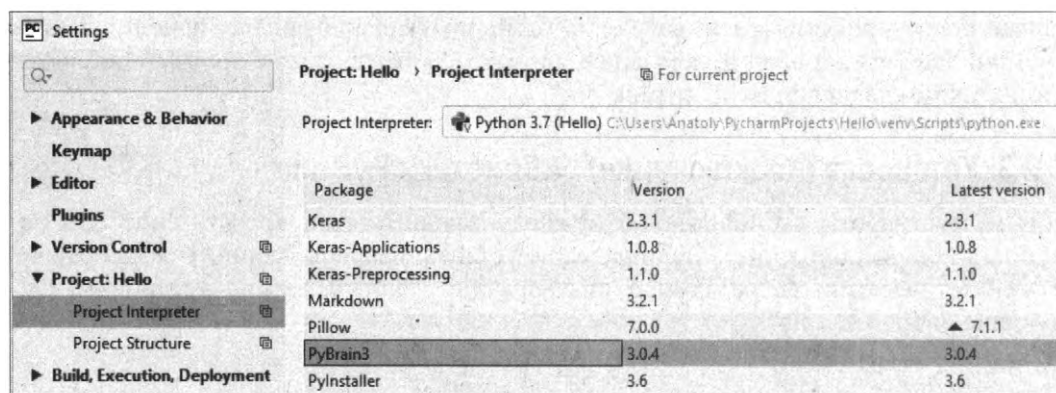 PC Settings
Project: Hello › Project Interpreter For current project
Project Interpreter: Python 3.7 (Hello) C:\Users\Anatoly\PycharmProjects\Hello\venv\Scripts\python.exe
Appearance & Behavior
Keymap
Editor
Plugins
Version Control
Project: Hello
Project Interpreter
Project Structure
Build, Execution, Deployment
Package Version Latest version
Keras 2.3.1 2.3.1
Keras-Applications 1.0.8 1.0.8
Keras-Preprocessing 1.1.0 1.1.0
Markdown 3.2.1 3.2.1
Pillow 7.0.0 ▲ 7.1.1
PyBrain3 3.0.4 3.0.4
PyInstaller 3.6 3.6